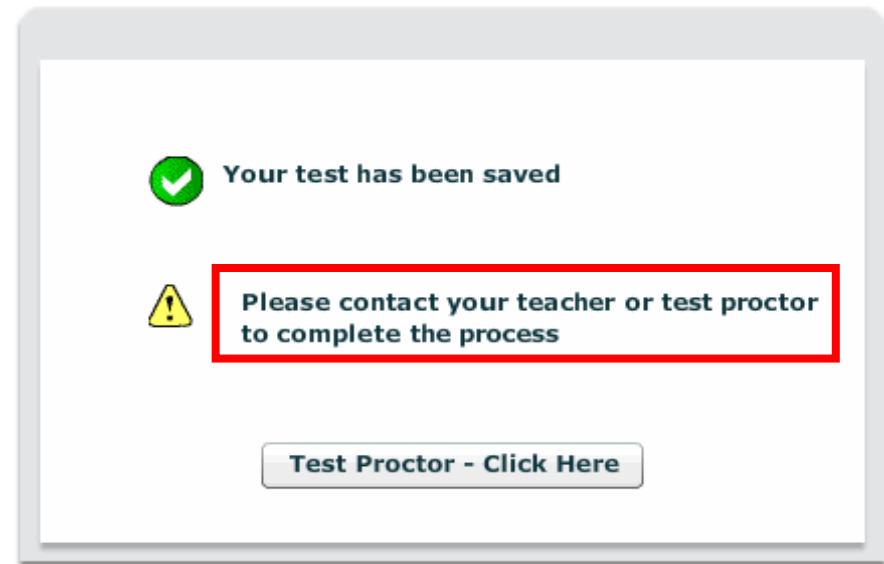 Your test has been saved
Please contact your teacher or test proctor
to complete the process
Test Proctor - Click Here